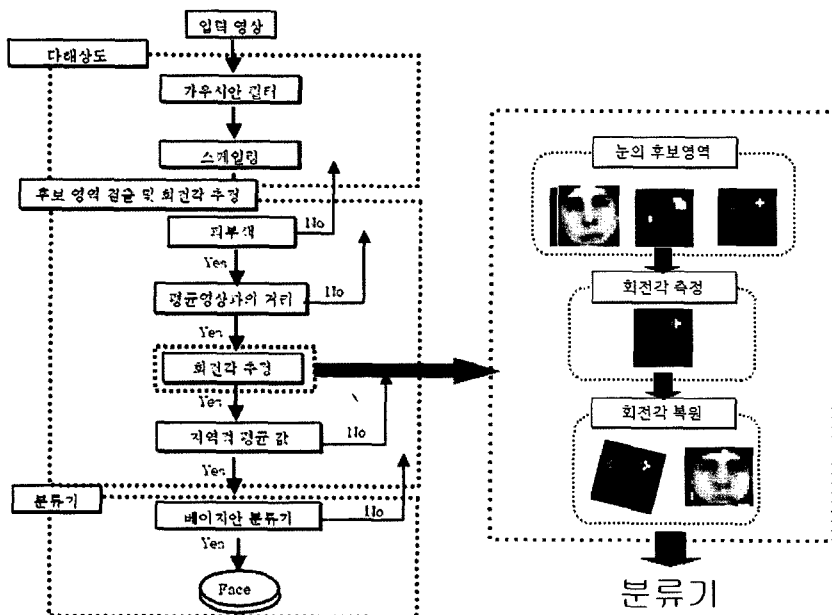 입력 영상
다해상도
가우시안 필터
스케일링
후보 영역 검출 및 회전각 추정
피부색
No
Yes
평균영상과의 거리
No
Yes
회전각 추정
Yes
지역적 평균 값
No
Yes
분류기
베이지안 분류기
No
Yes
Face
눈의 후보영역
회전각 측정
회전각 복원
분류기